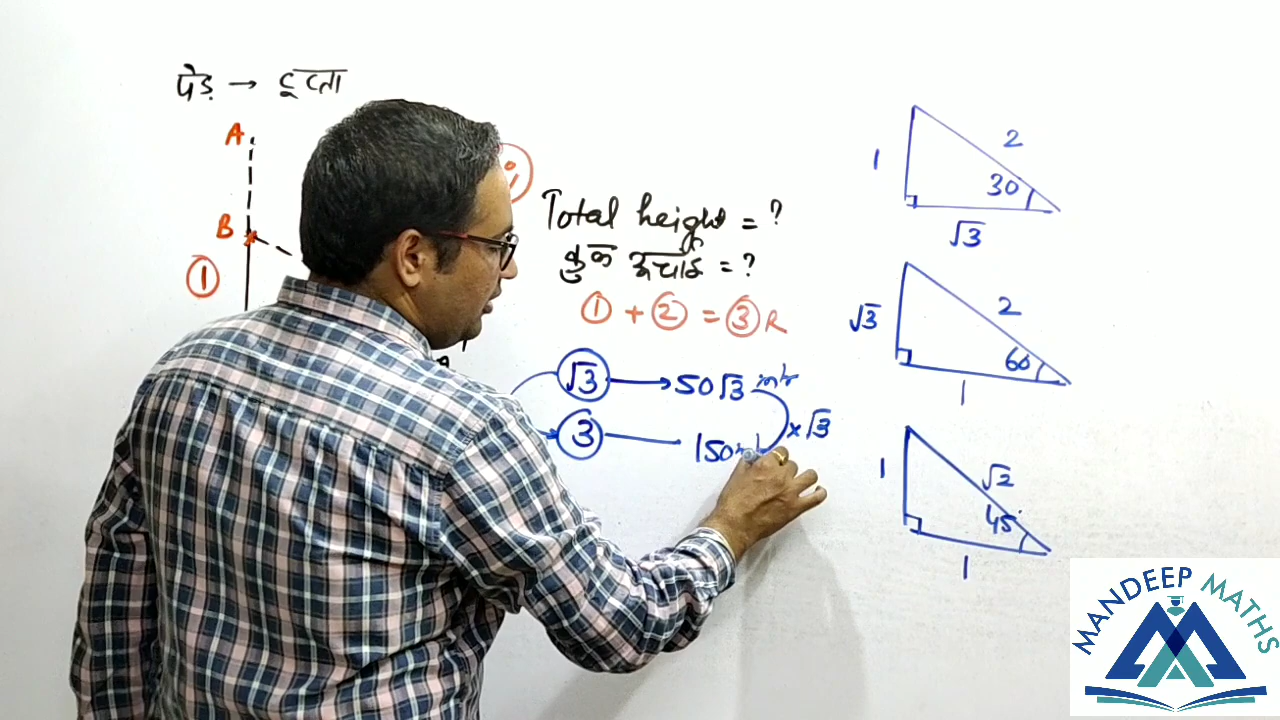 पेड़ → टूटता
A
B
①
Total height = ?
कुल ऊंचाई = ?
① + ② = ③ R
√3 → 50√3 mtr
× √3
3 — 150
1
2
30
√3
√3
2
60
1
1
√2
45
1
MANDEEP MATHS